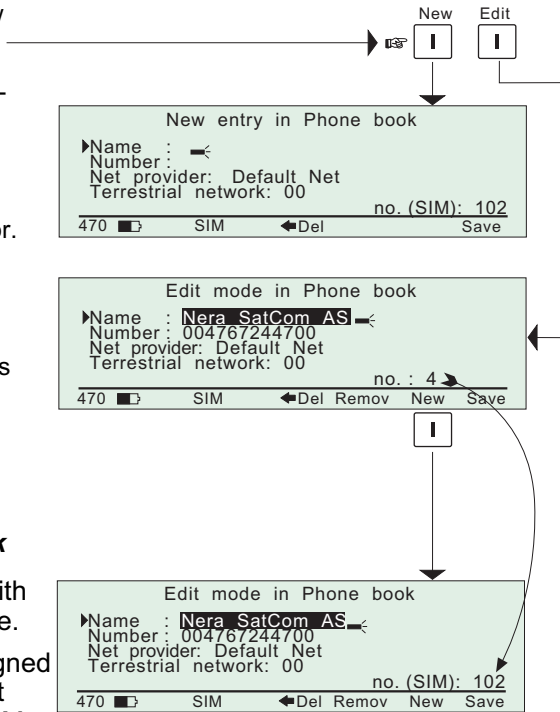 New Edit
New entry in Phone book
Name :
Number :
Net provider: Default Net
Terrestrial network: 00
no. (SIM): 102
470 SIM Del Save
or.
Edit mode in Phone book
Name : Nera SatCom AS
Number : 004767244700
Net provider: Default Net
Terrestrial network: 00
s
no. : 4
470 SIM Del Remov New Save
k
ith
e.
Edit mode in Phone book
Name : Nera SatCom AS
Number : 004767244700
gned
Net provider: Default Net
Terrestrial network: 00
t
no. (SIM): 102
470 SIM Del Remov New Save